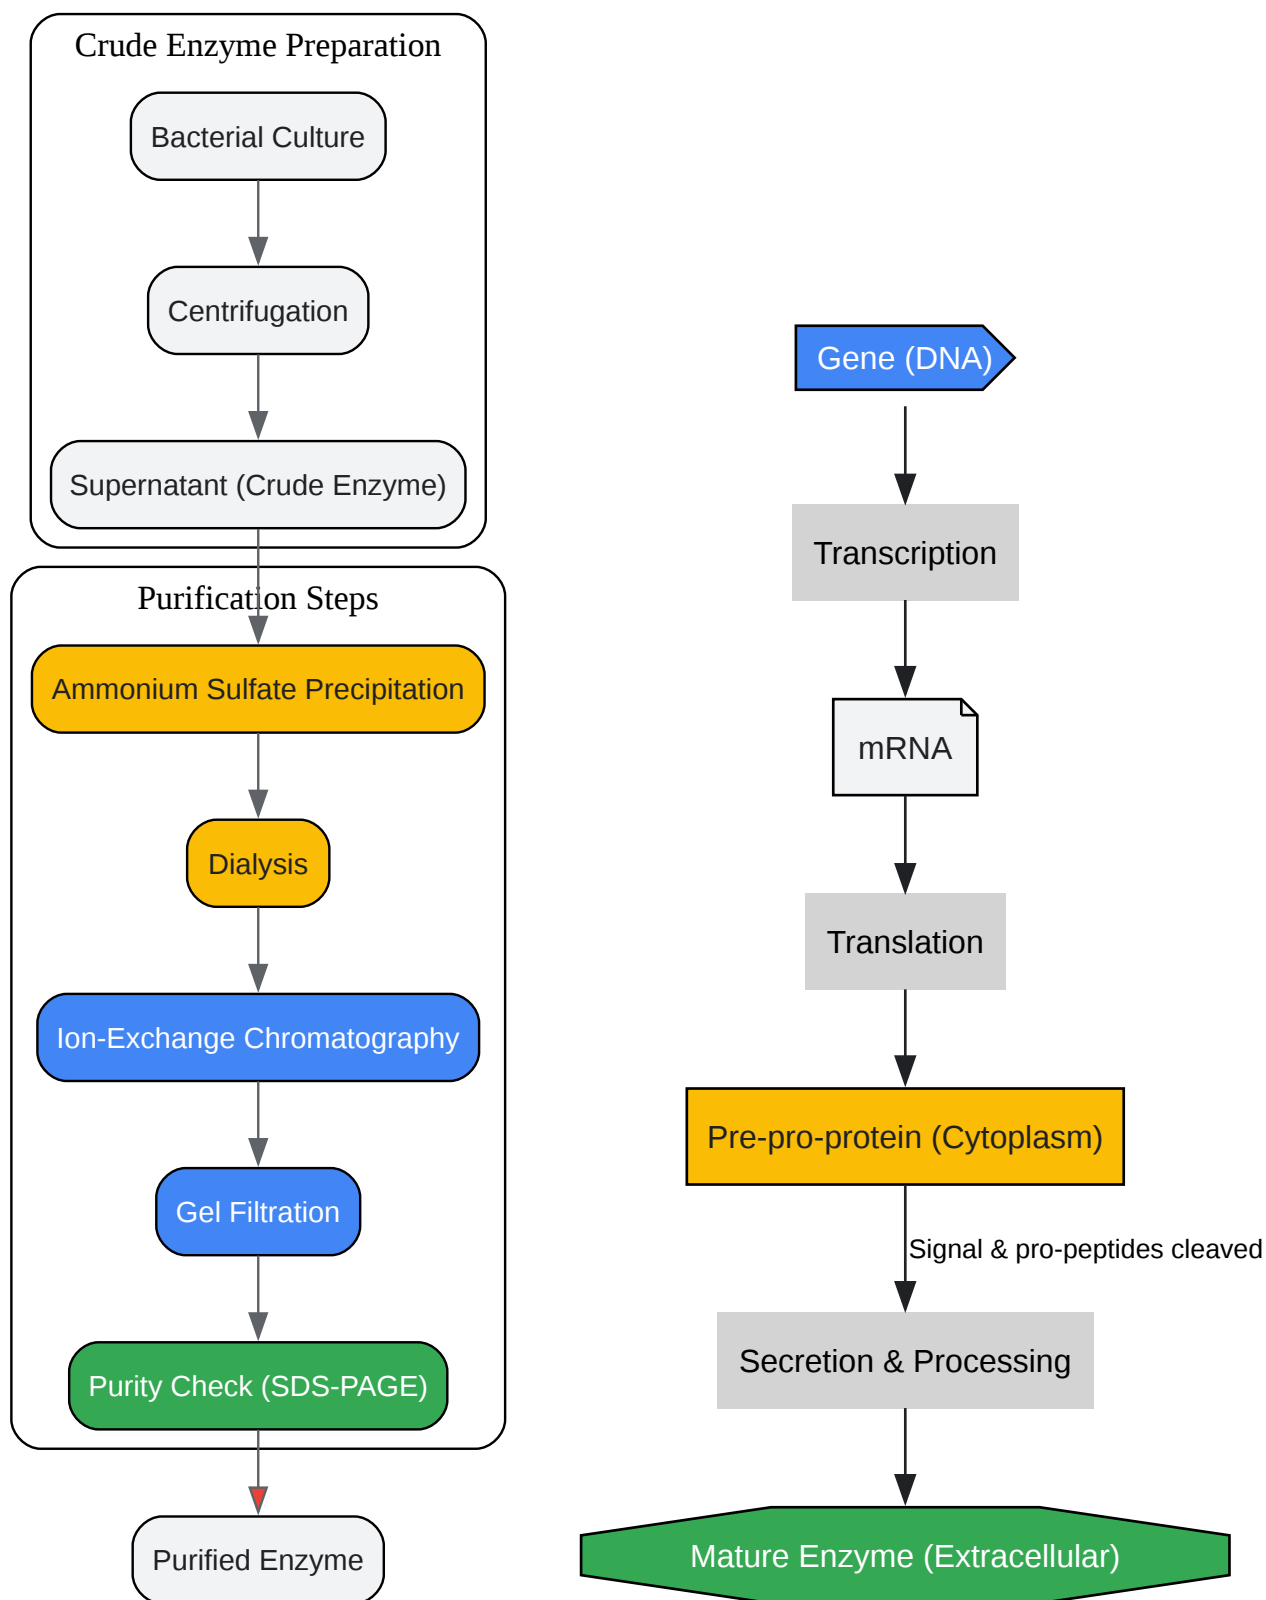 Crude Enzyme Preparation
Bacterial Culture
Centrifugation
Supernatant (Crude Enzyme)
Purification Steps
Ammonium Sulfate Precipitation
Dialysis
Ion-Exchange Chromatography
Gel Filtration
Purity Check (SDS-PAGE)
Purified Enzyme
Gene (DNA)
Transcription
mRNA
Translation
Pre-pro-protein (Cytoplasm)
Signal & pro-peptides cleaved
Secretion & Processing
Mature Enzyme (Extracellular)